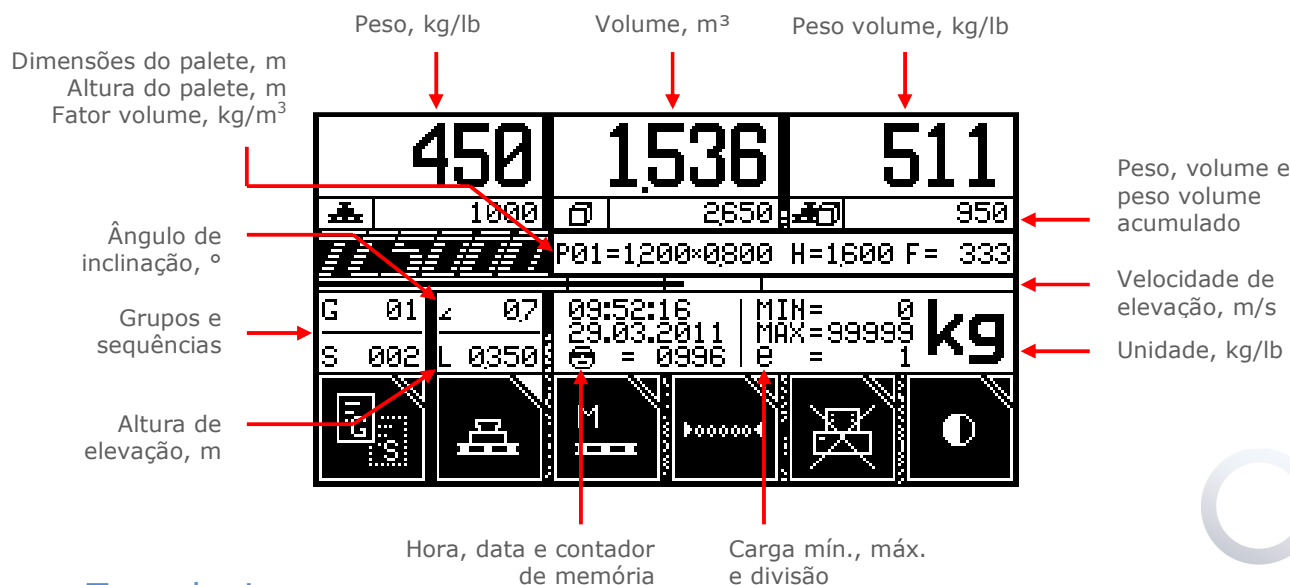 Peso, kg/lb
Volume, m³
Peso volume, kg/lb
Dimensões do palete, m
Altura do palete, m
Fator volume, kg/m³
450
1,536
511
1000
2,650
950
Peso, volume e
peso volume
acumulado
P01=1,200×0,800 H=1,600 F= 333
Ângulo de
inclinação, °
Velocidade de
elevação, m/s
G 01
0,7
09:52:16
MIN= 0
29.03.2011
MAX=99999
kg
Grupos e
sequências
S 002
L 0,350
= 0996
e = 1
Unidade, kg/lb
G
S
M
Altura de
elevação, m
Hora, data e contador
de memória
Carga mín., máx.
e divisão